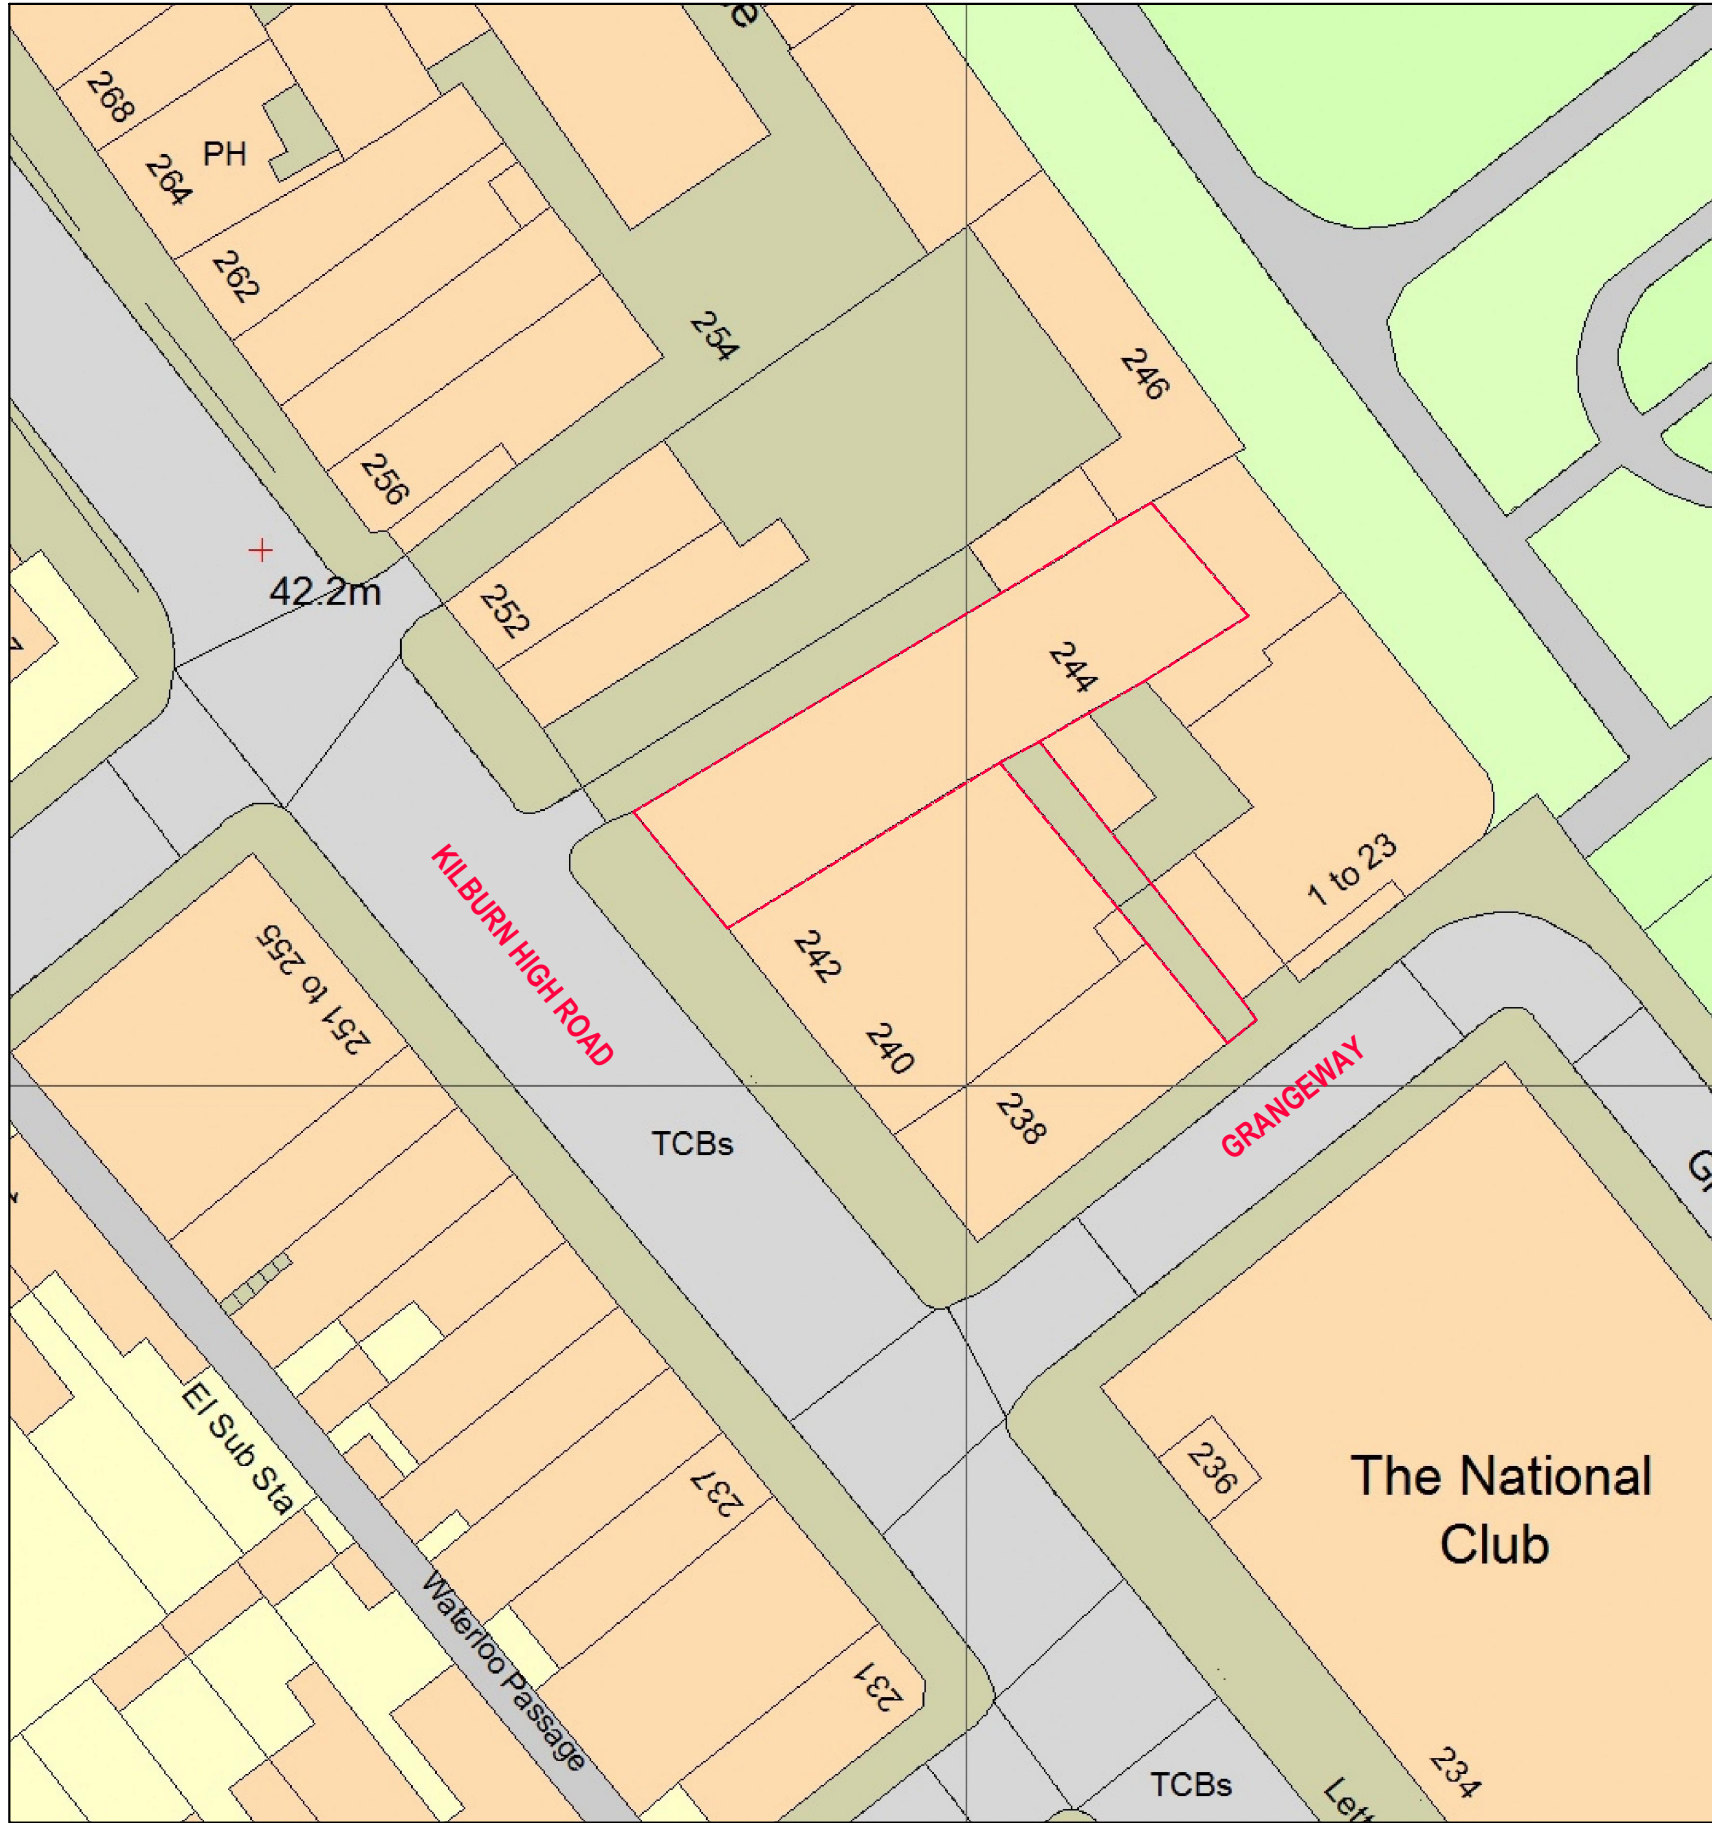 268
PH
264
262
254
246
256
42.2m
252
244
KILBURN HIGH ROAD
1 to 23
251 to 255
242
240
GRANGEWAY
238
TCBs
El Sub Sta
236
237
The National
Club
Waterloo Passage
231
234
TCBs